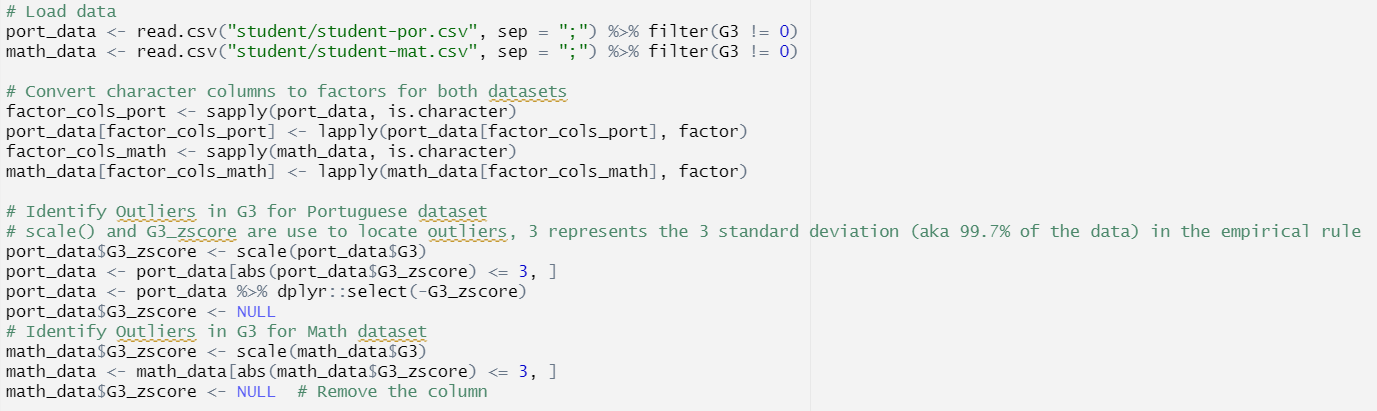 # Load data
port_data <- read.csv("student/student-por.csv", sep = ";") %>% filter(G3 != 0)
math_data <- read.csv("student/student-mat.csv", sep = ";") %>% filter(G3 != 0)

# Convert character columns to factors for both datasets
factor_cols_port <- sapply(port_data, is.character)
port_data[factor_cols_port] <- lapply(port_data[factor_cols_port], factor)
factor_cols_math <- sapply(math_data, is.character)
math_data[factor_cols_math] <- lapply(math_data[factor_cols_math], factor)

# Identify Outliers in G3 for Portuguese dataset
# scale() and G3_zscore are use to locate outliers, 3 represents the 3 standard deviation (aka 99.7% of the data) in the empirical rule
port_data$G3_zscore <- scale(port_data$G3)
port_data <- port_data[abs(port_data$G3_zscore) <= 3, ]
port_data <- port_data %>% dplyr::select(-G3_zscore)
port_data$G3_zscore <- NULL
# Identify Outliers in G3 for Math dataset
math_data$G3_zscore <- scale(math_data$G3)
math_data <- math_data[abs(math_data$G3_zscore) <= 3, ]
math_data$G3_zscore <- NULL  # Remove the column